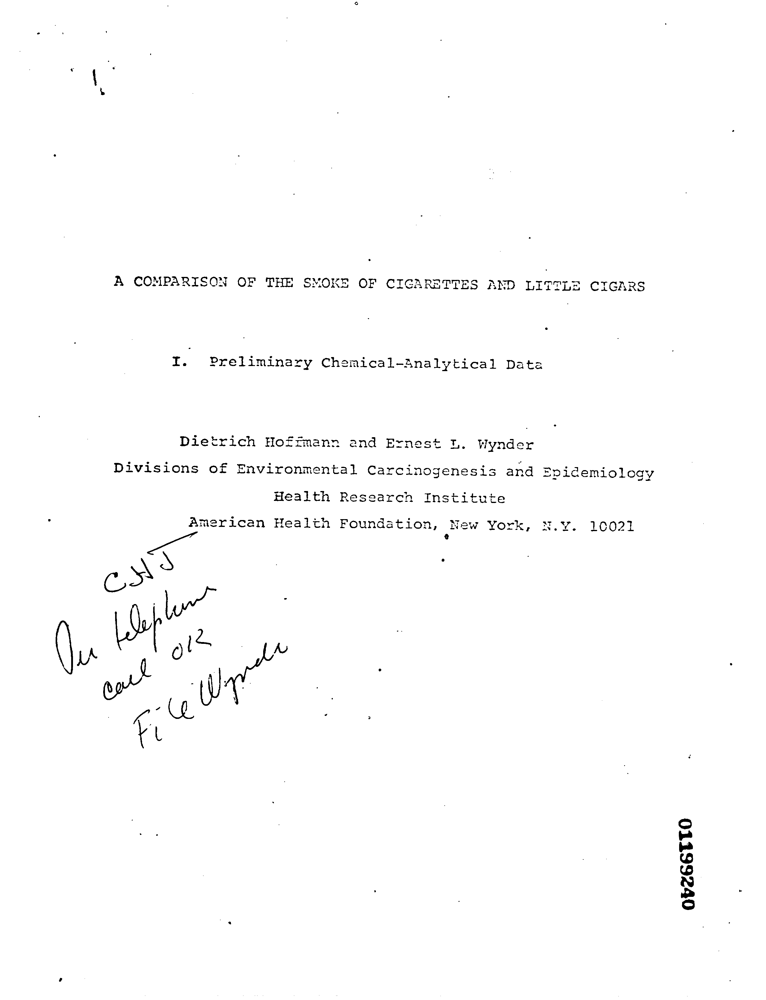 A COMPARISON OF THE SMOKE OF CIGARETTES AND LITTLE CIGARS
I. Preliminary Chemical-Analytical Data
Dietrich Hoffmann and Ernest L. Wynder
Divisions of Environmental Carcinogenesis and Epidemiology
Health Research Institute
American Health Foundation, New York, N.Y. 10021
CHJ
telephone
call OK
File Wynder
01199240